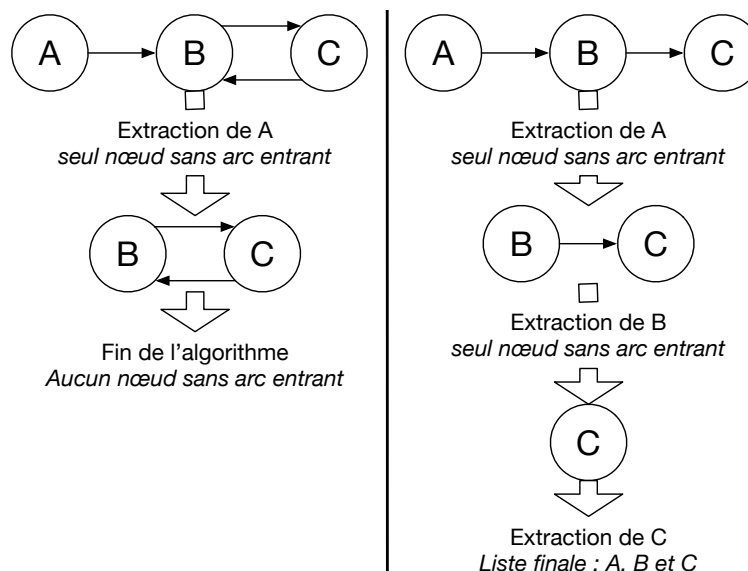 A
B
C
Extraction de A
seul nœud sans arc entrant
B
C
Fin de l'algorithme
Aucun nœud sans arc entrant
A
B
C
Extraction de A
seul nœud sans arc entrant
B
C
Extraction de B
seul nœud sans arc entrant
C
Extraction de C
Liste finale : A, B et C